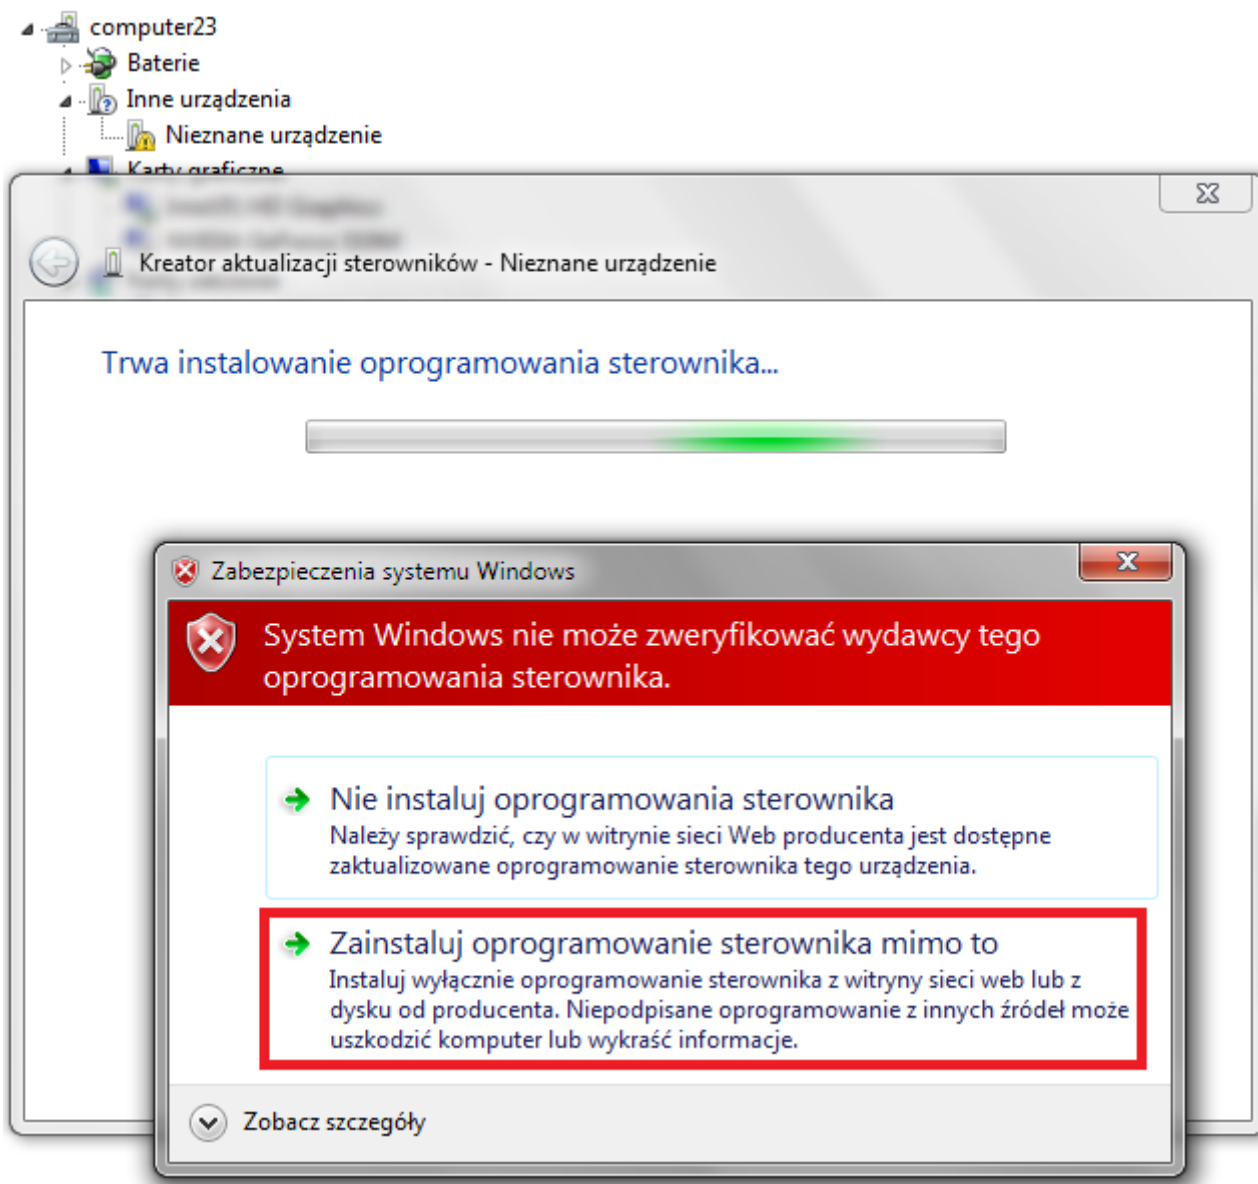 computer23
Baterie
Inne urządzenia
Nieznane urządzenie
Karty graficzne
Kreator aktualizacji sterowników - Nieznane urządzenie
Trwa instalowanie oprogramowania sterownika...
Zabezpieczenia systemu Windows
System Windows nie może zweryfikować wydawcy tego
oprogramowania sterownika.
Nie instaluj oprogramowania sterownika
Należy sprawdzić, czy w witrynie sieci Web producenta jest dostępne
zaktualizowane oprogramowanie sterownika tego urządzenia.
Zainstaluj oprogramowanie sterownika mimo to
Instaluj wyłącznie oprogramowanie sterownika z witryny sieci web lub z
dysku od producenta. Niepodpisane oprogramowanie z innych źródeł może
uszkodzić komputer lub wykraść informacje.
Zobacz szczegóły